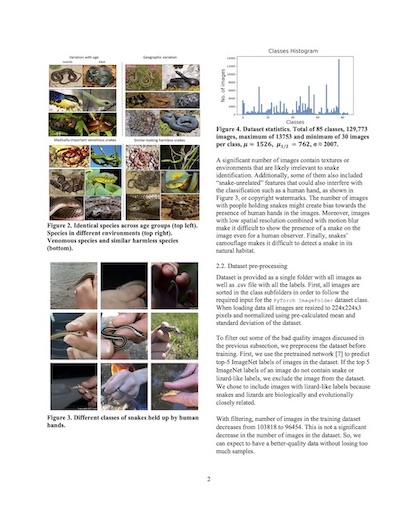 Variation with age
Geographic variation
Medically-important venomous snakes
Similar-looking harmless species
Figure 2. Identical species across age groups (top left).
Species in different environments (top right).
Venomous species and similar harmless species
(bottom).
Figure 3. Different classes of snakes held up by human
hands.
Classes Histogram
No. of images
Classes
Figure 4. Dataset statistics. Total of 85 classes, 129,773
images, maximum of 13753 and minimum of 30 images
per class, μ = 1526, μ1/2 = 762, σ ≈ 2007.
A significant number of images contain textures or
environments that are likely irrelevant to snake
identification. Additionally, some of them also included
“snake-unrelated” features that could also interfere with
the classification such as a human hand, as shown in
Figure 3, or copyright watermarks. The number of images
with people holding snakes might create bias towards the
presence of human hands in the images. Moreover, images
with low spatial resolution combined with motion blur
make it difficult to show the presence of a snake on the
image even for a human observer. Finally, snakes’
camouflage makes it difficult to detect a snake in its
natural habitat.
2.2. Dataset pre-processing
Dataset is provided as a single folder with all images as
well as .csv file with all the labels. First, all images are
sorted in the class subfolders in order to follow the
required input for the PyTorch ImageFolder dataset class.
When loading data all images are resized to 224x224x3
pixels and normalized using pre-calculated mean and
standard deviation of the dataset.
To filter out some of the bad quality images discussed in
the previous subsection, we preprocess the dataset before
training. First, we use the pretrained network [7] to predict
top-5 ImageNet labels of images in the dataset. If the top 5
ImageNet labels of an image do not contain snake or
lizard-like labels, we exclude the image from the dataset.
We chose to include images with lizard-like labels because
snakes and lizards are biologically and evolutionally
closely related.
With filtering, number of images in the training dataset
decreases from 103818 to 96454. This is not a significant
decrease in the number of images in the dataset. So, we
can expect to have a better-quality data without losing too
much samples.
2